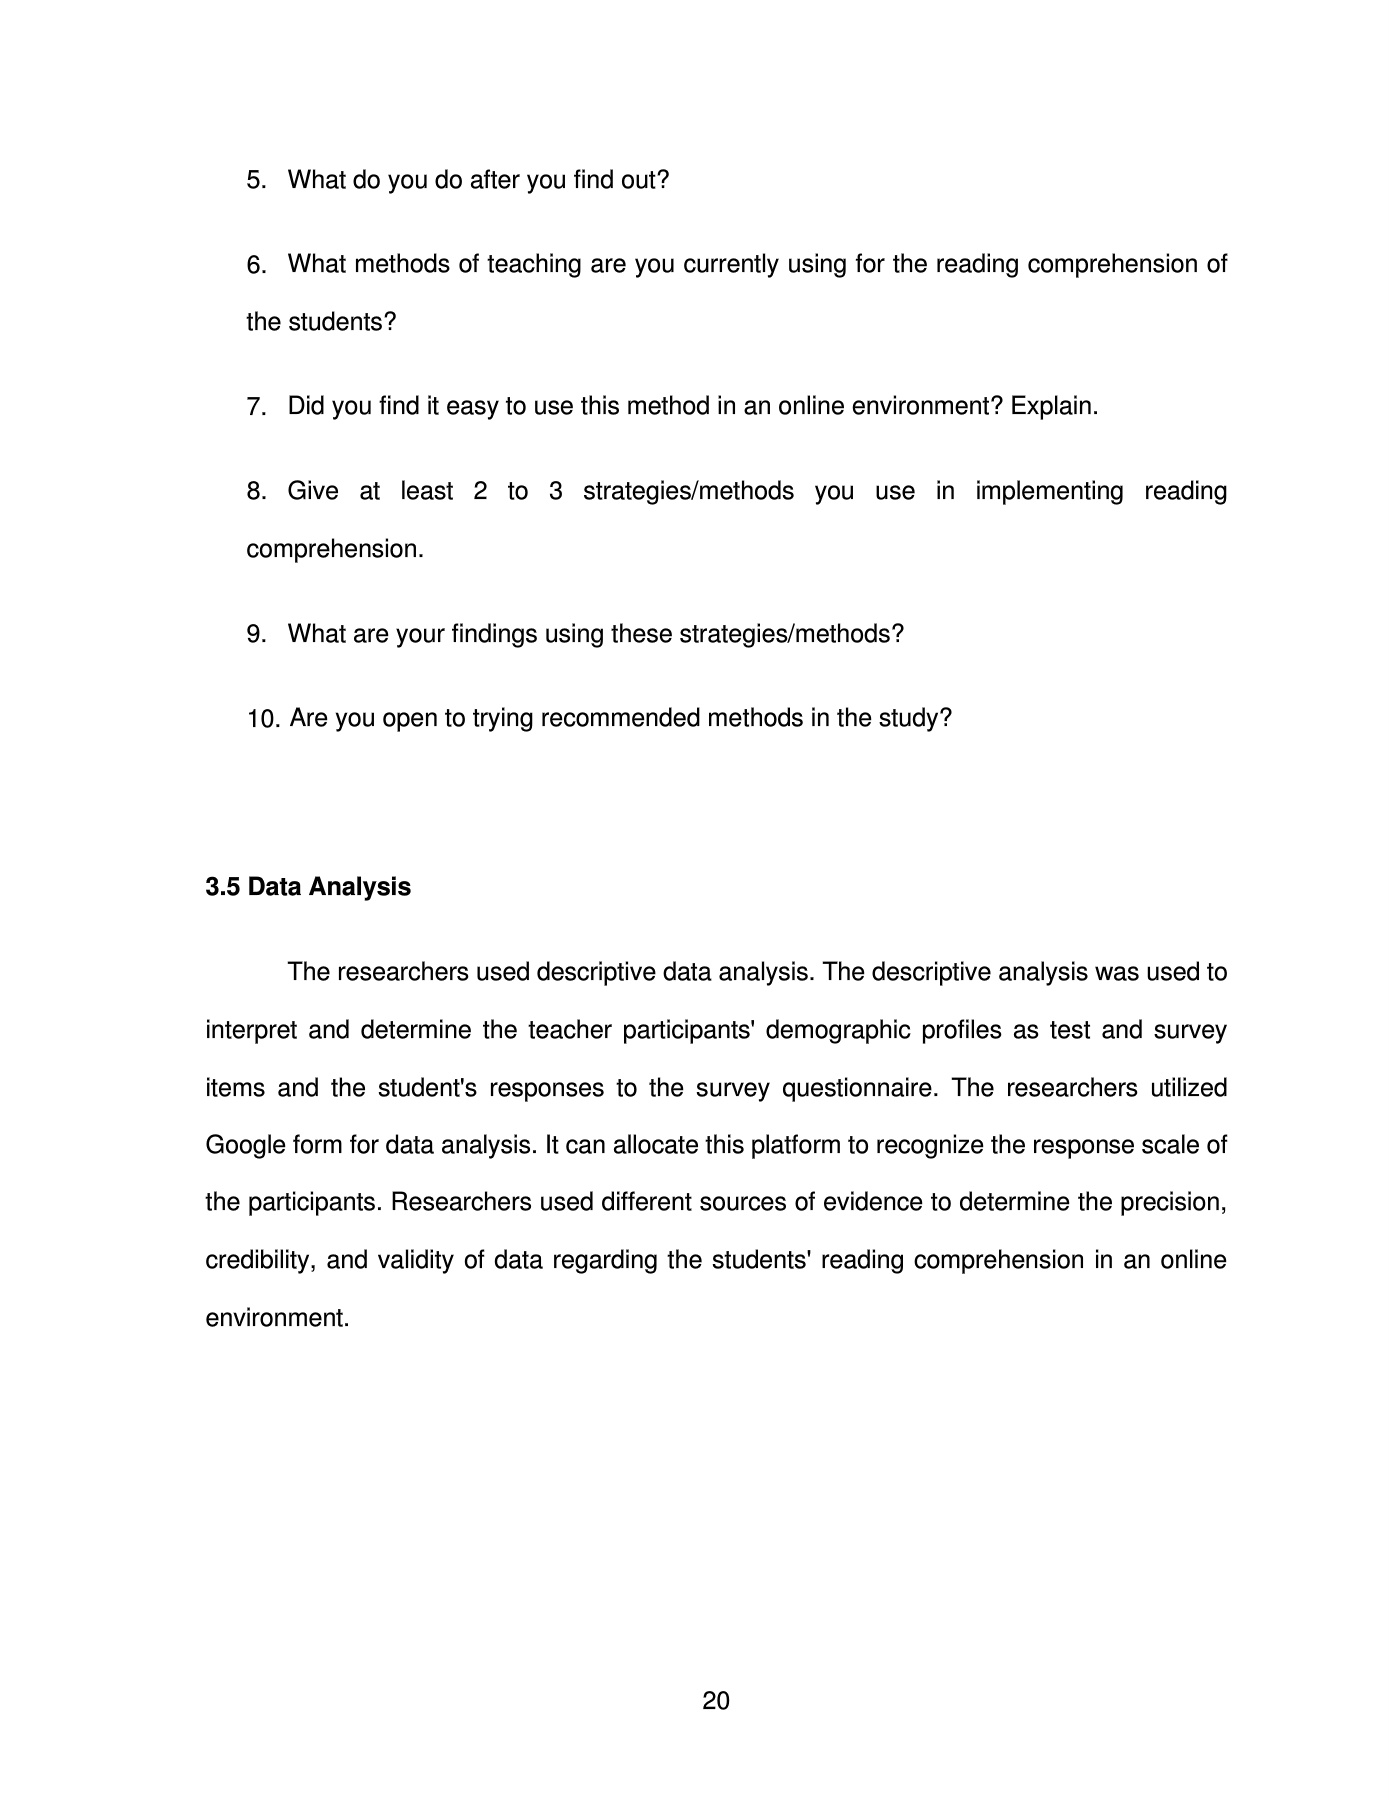 5. What do you do after you find out?
6. What methods of teaching are you currently using for the reading comprehension of
the students?
7. Did you find it easy to use this method in an online environment? Explain.
8. Give at least 2 to 3 strategies/methods you use in implementing reading
comprehension.
9. What are your findings using these strategies/methods?
10. Are you open to trying recommended methods in the study?
3.5 Data Analysis
The researchers used descriptive data analysis. The descriptive analysis was used to
interpret and determine the teacher participants' demographic profiles as test and survey
items and the student's responses to the survey questionnaire. The researchers utilized
Google form for data analysis. It can allocate this platform to recognize the response scale of
the participants. Researchers used different sources of evidence to determine the precision,
credibility, and validity of data regarding the students' reading comprehension in an online
environment.
20